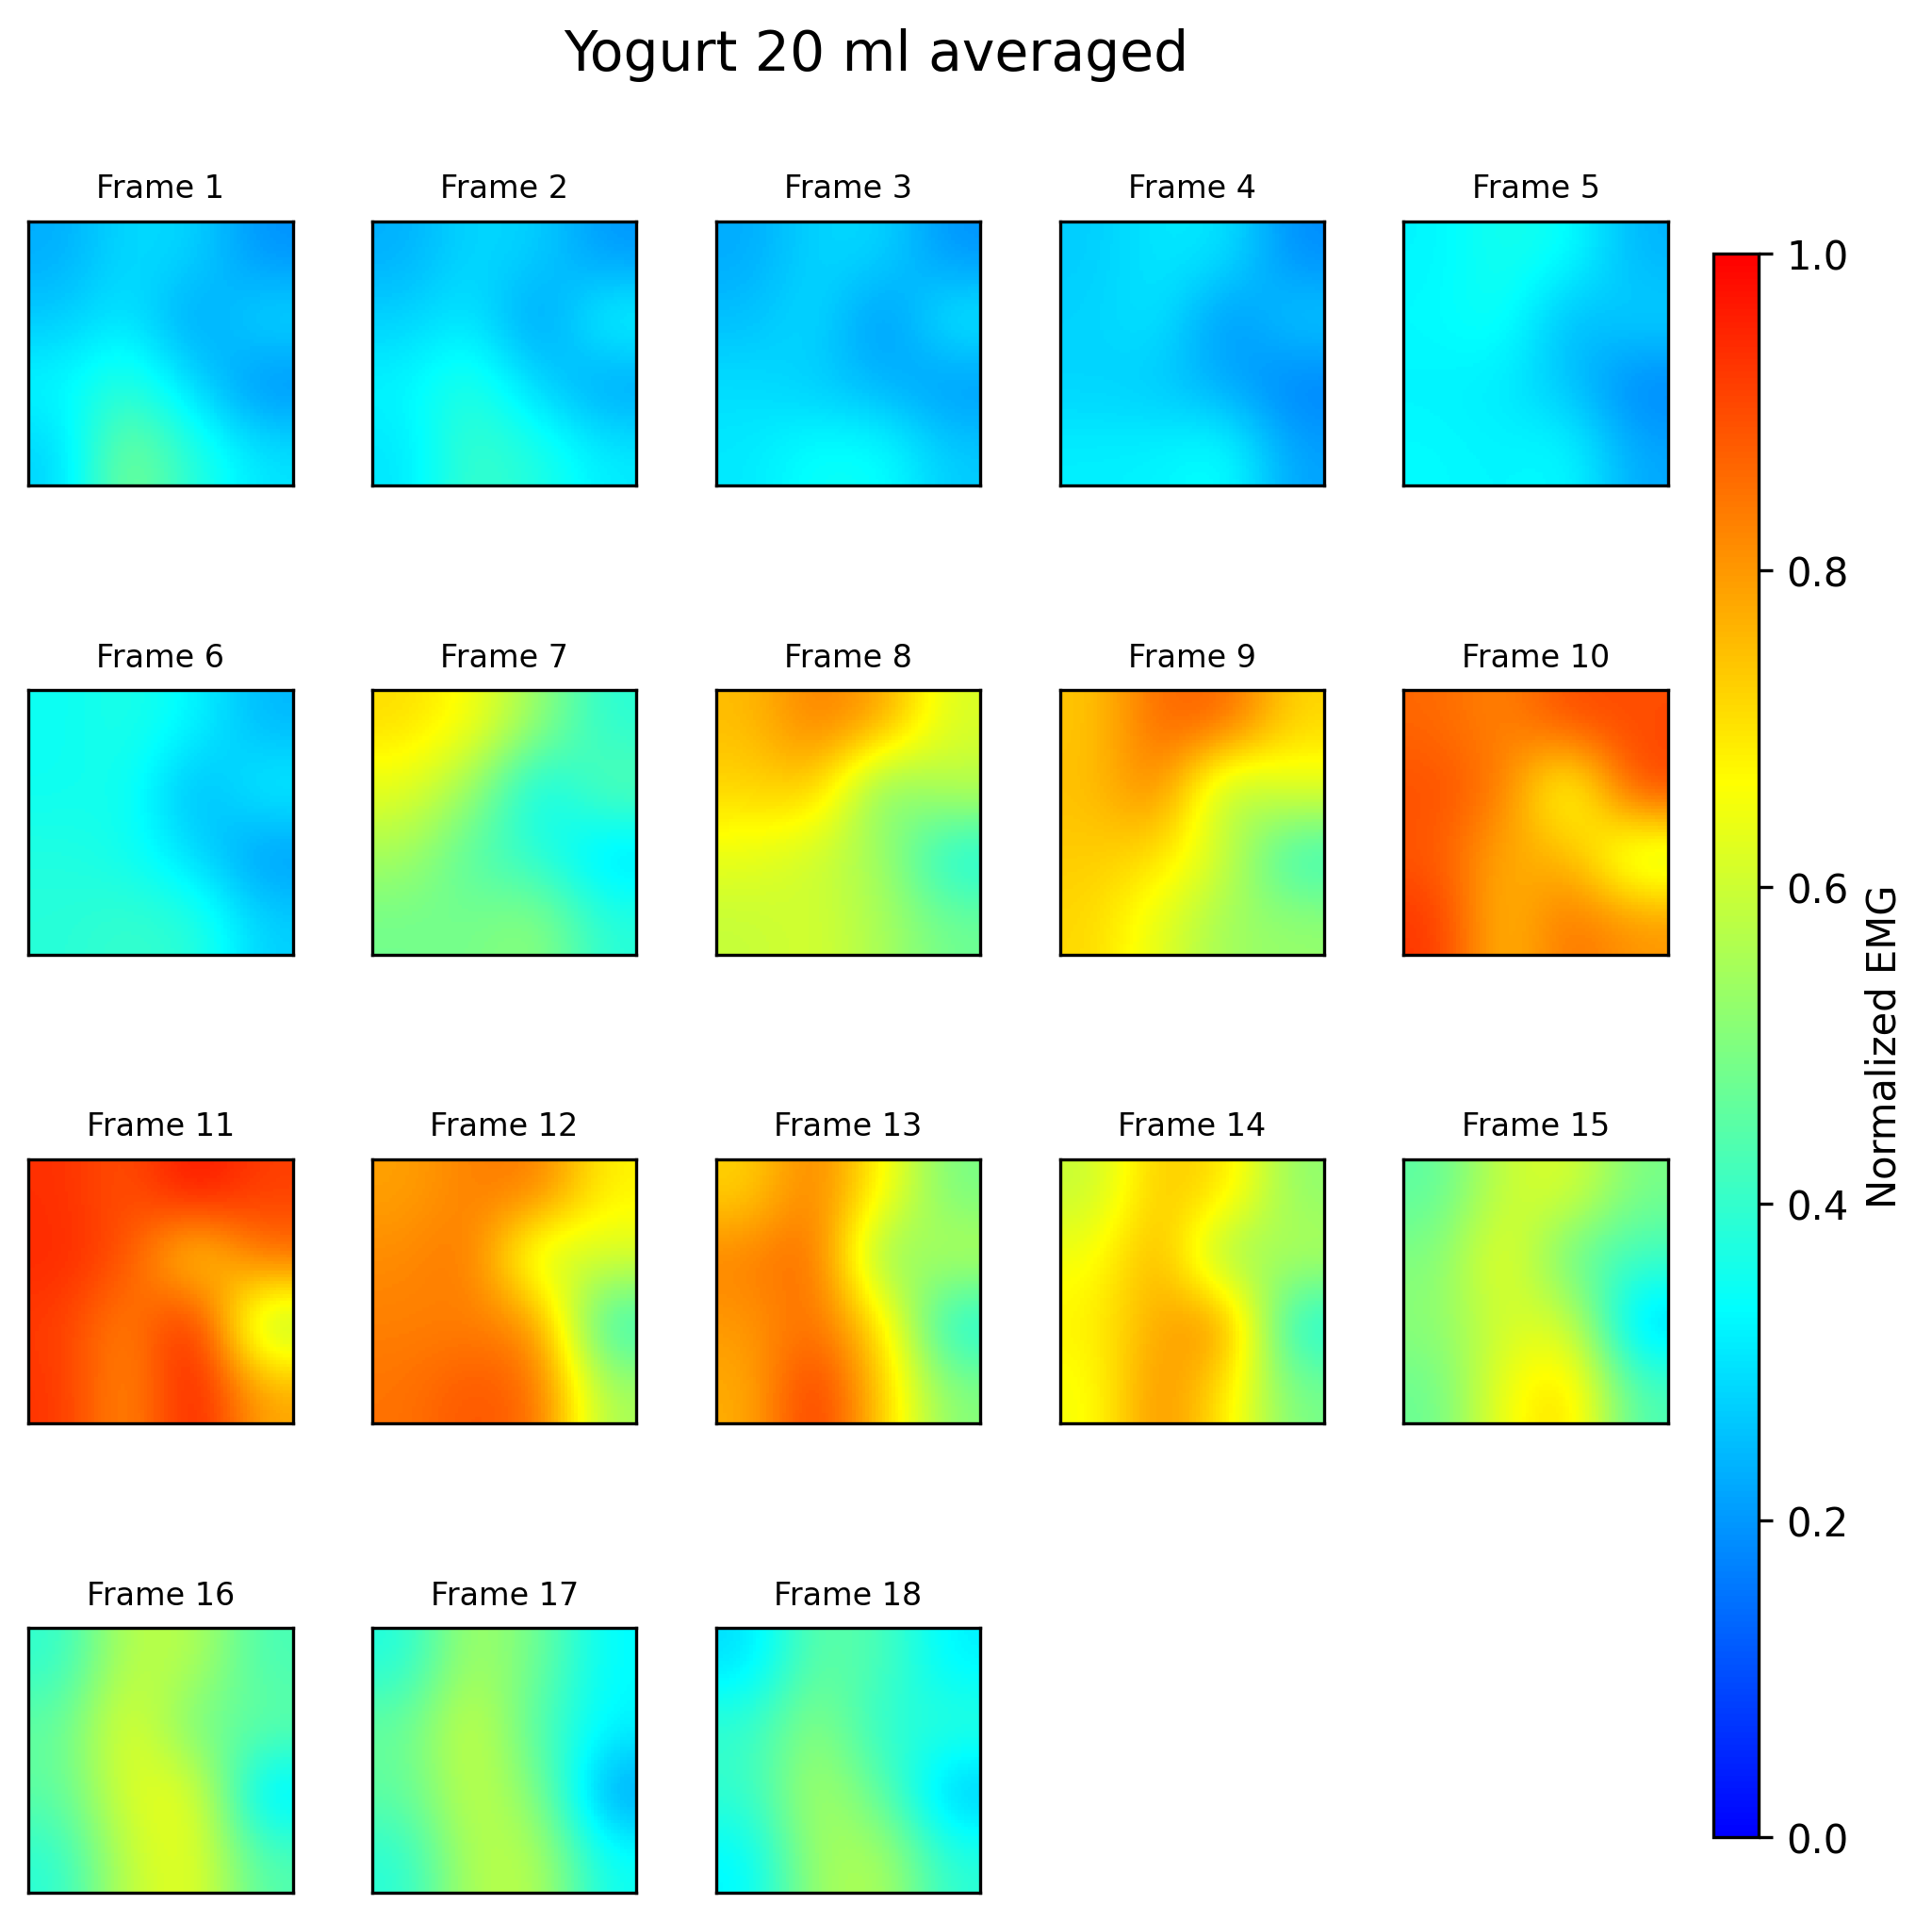 Yogurt 20 ml averaged
Frame 1
Frame 2
Frame 3
Frame 4
Frame 5
Frame 6
Frame 7
Frame 8
Frame 9
Frame 10
Frame 11
Frame 12
Frame 13
Frame 14
Frame 15
Frame 16
Frame 17
Frame 18
1.0
0.8
0.6
0.4
0.2
0.0
Normalized EMG